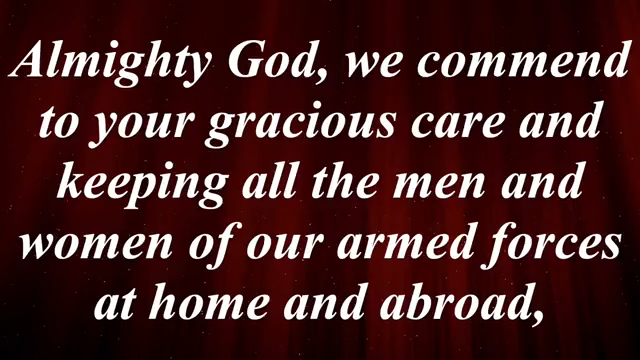 Almighty God, we commend
to your gracious care and
keeping all the men and
women of our armed forces
at home and abroad,